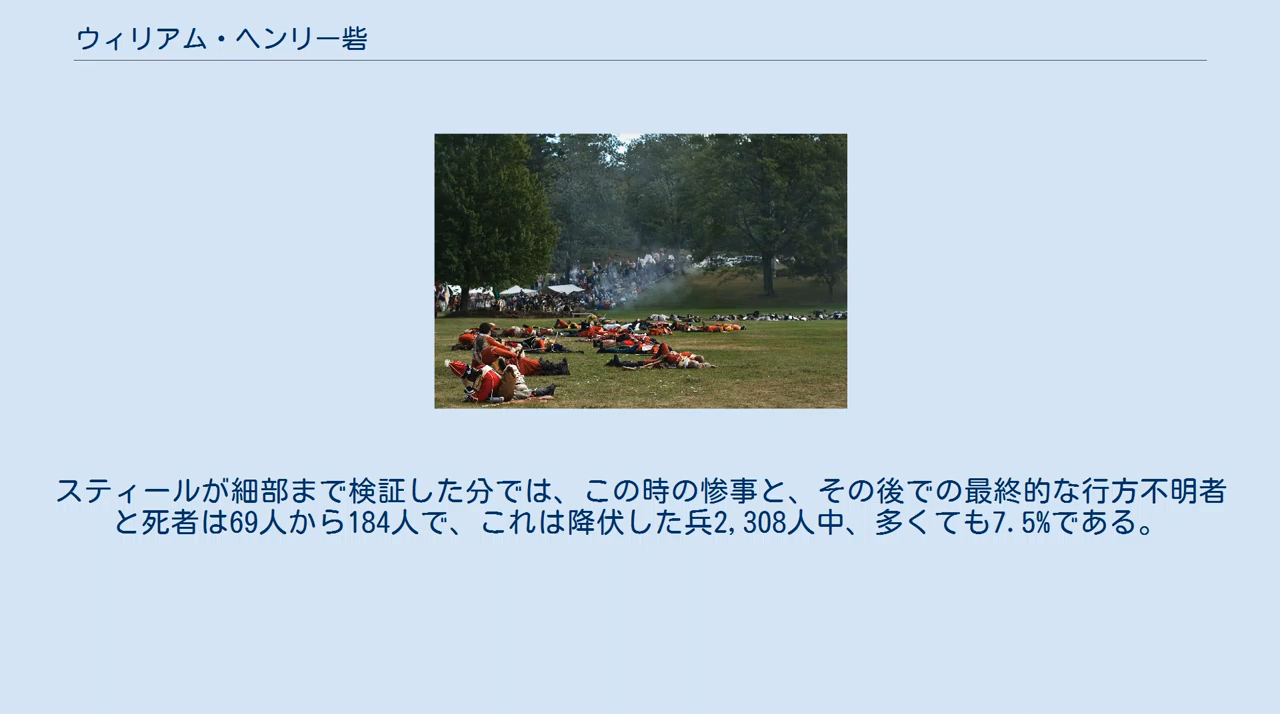 ウィリアム・ヘンリー砦
スティールが細部まで検証した分では、この時の惨事と、その後での最終的な行方不明者
と死者は69人から184人で、これは降伏した兵2,308人中、多くても7.5%である。